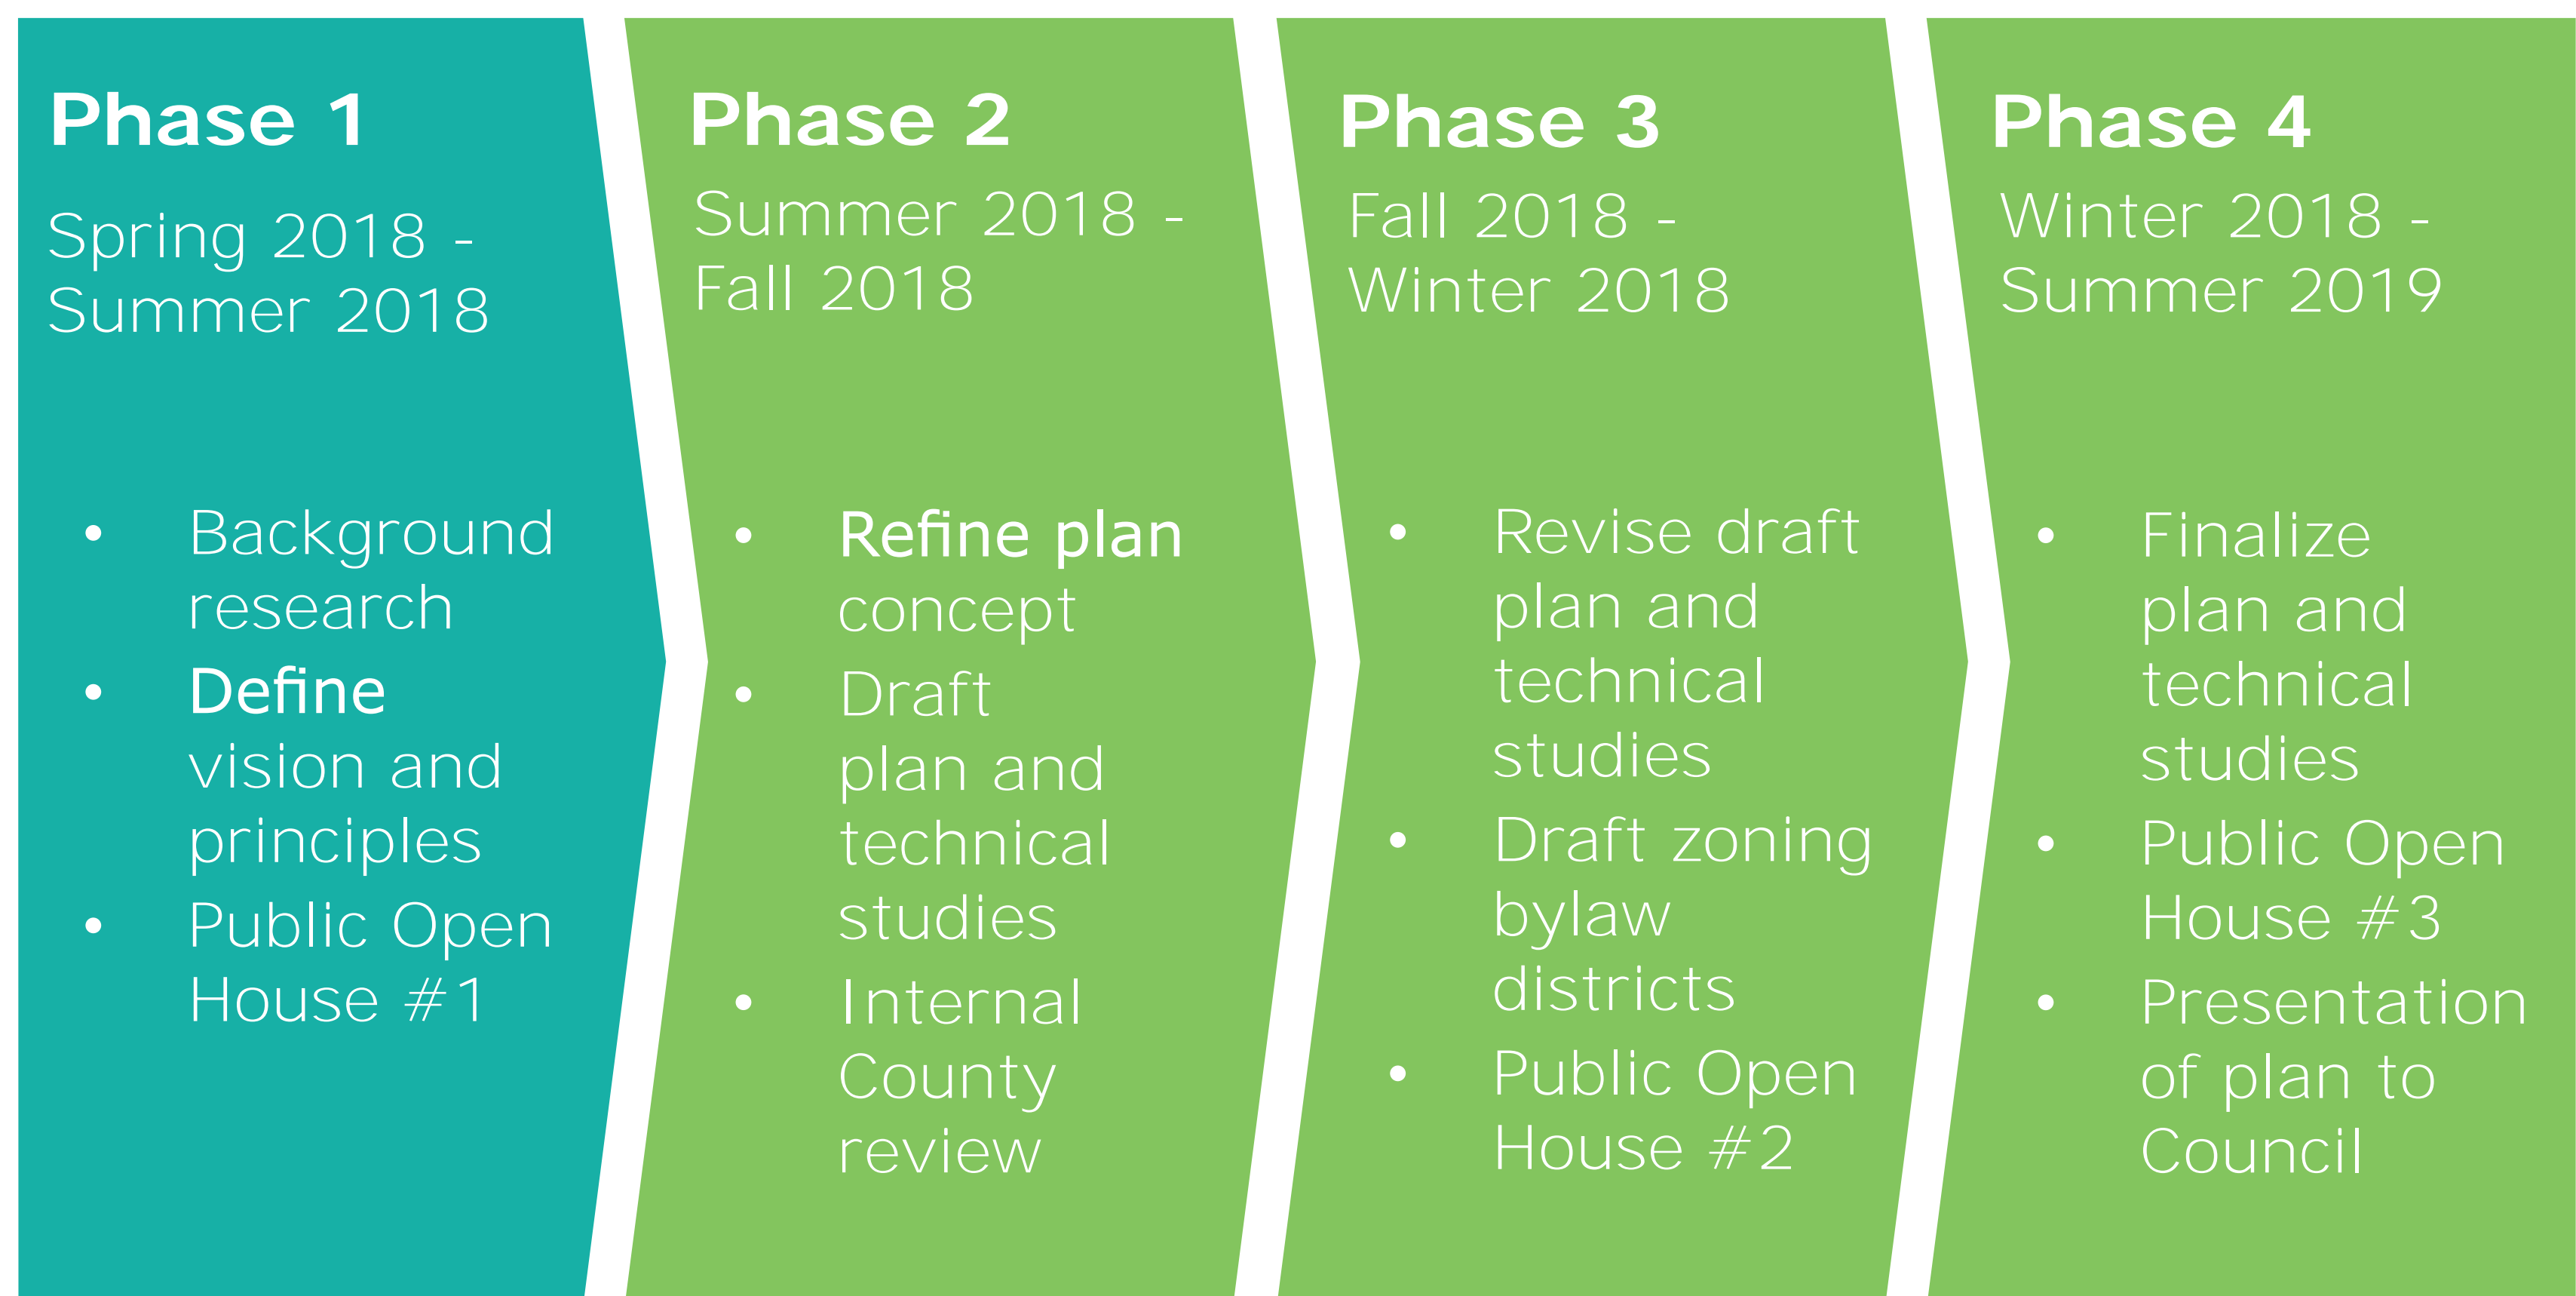 Phase 1
Spring 2018 -
Summer 2018
• Background
research
• Define
vision and
principles
• Public Open
House #1
Phase 2
Summer 2018 -
Fall 2018
• Refine plan
concept
• Draft
plan and
technical
studies
• Internal
County
review
Phase 3
Fall 2018 -
Winter 2018
• Revise draft
plan and
technical
studies
• Draft zoning
bylaw
districts
• Public Open
House #2
Phase 4
Winter 2018 -
Summer 2019
• Finalize
plan and
technical
studies
• Public Open
House #3
• Presentation
of plan to
Council